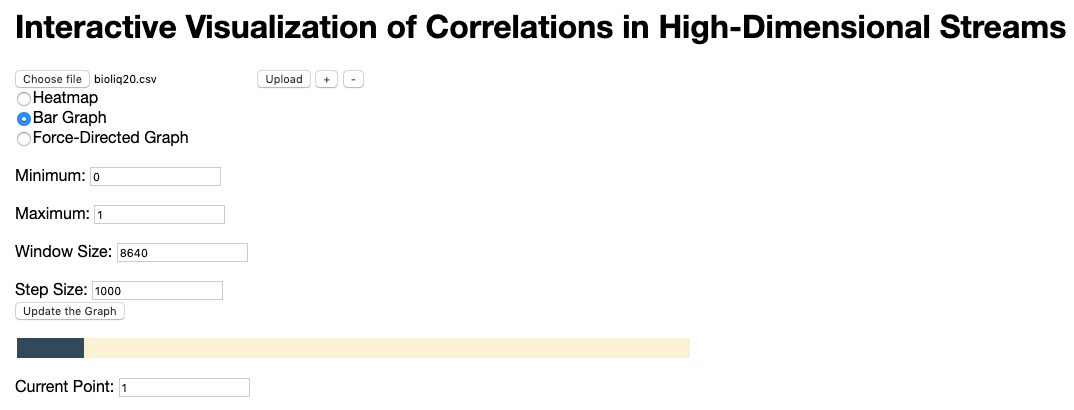 Interactive Visualization of Correlations in High-Dimensional Streams
Choose file bioliq20.csv Upload + -
Heatmap
Bar Graph
Force-Directed Graph
Minimum: 0
Maximum: 1
Window Size: 8640
Step Size: 1000
Update the Graph
Current Point: 1